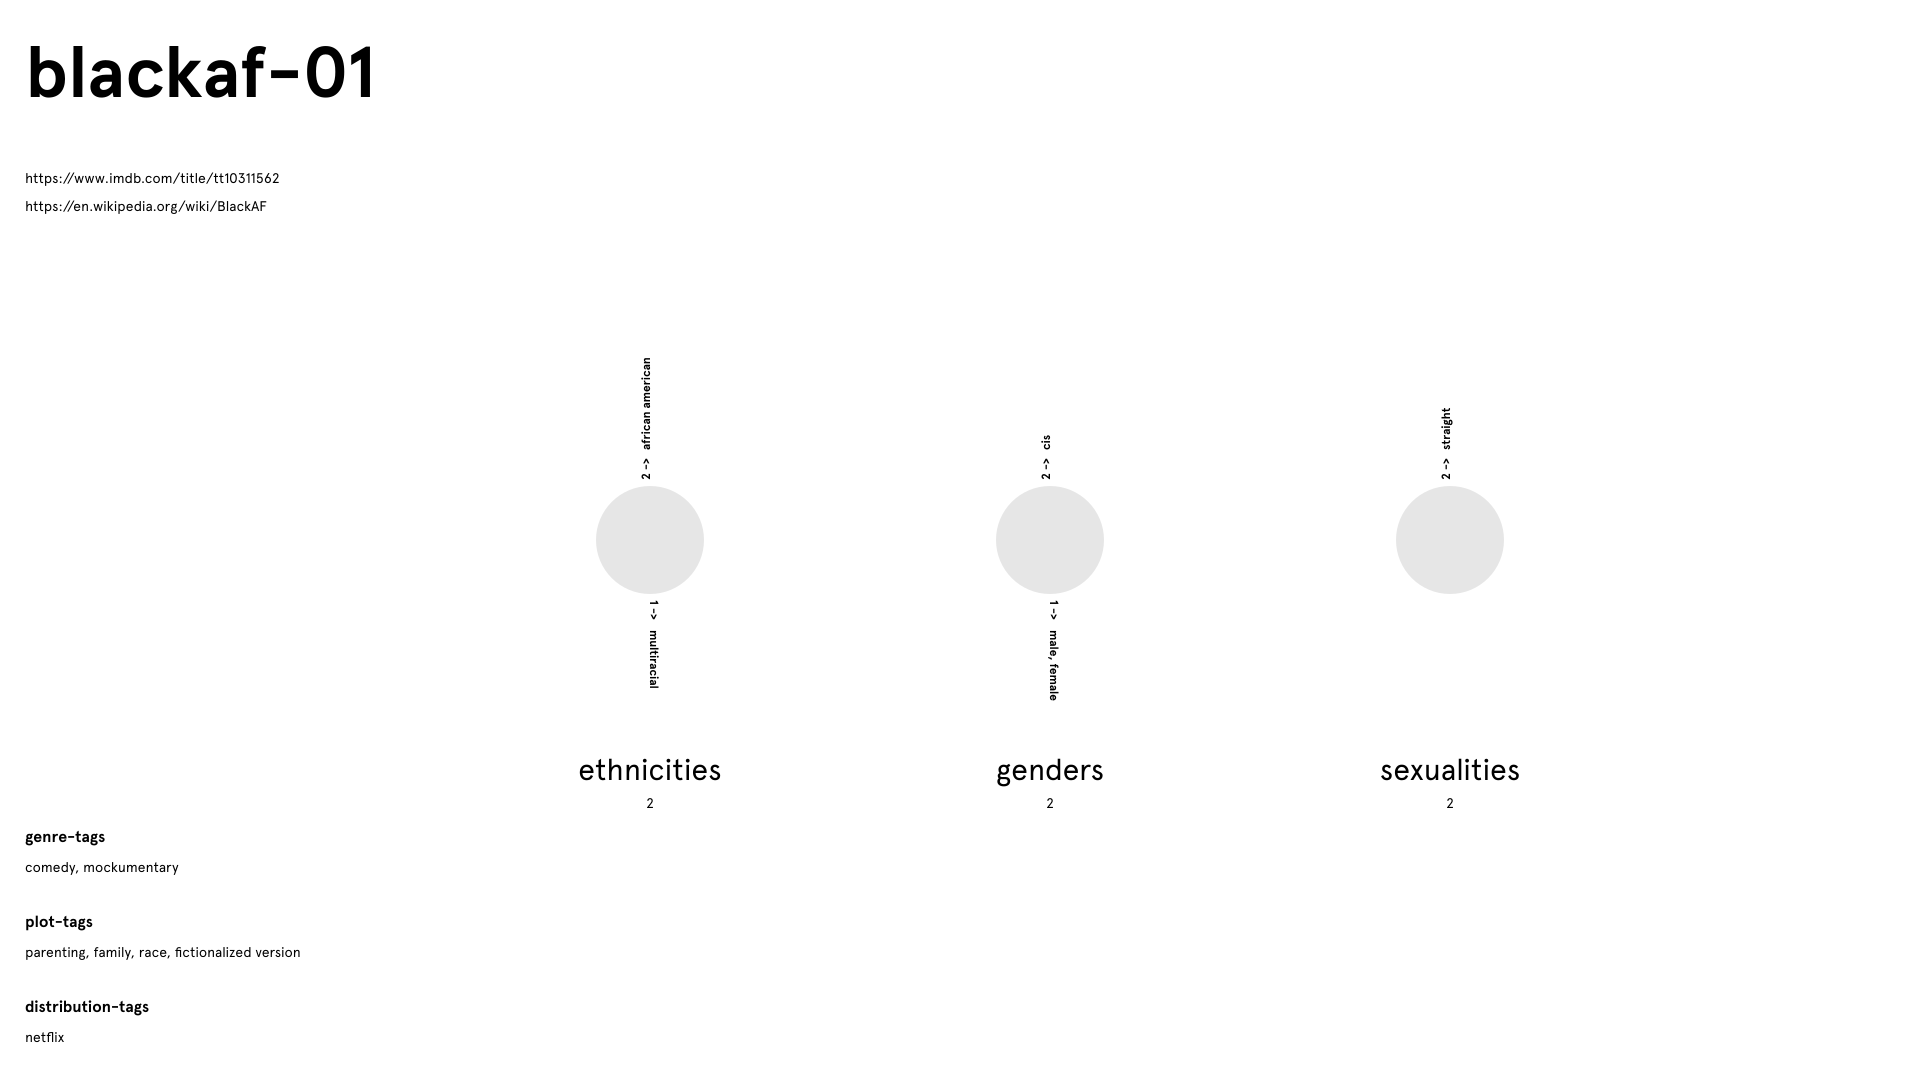 blackaf-01
https://www.imdb.com/title/tt10311562
https://en.wikipedia.org/wiki/BlackAF
2 -> african american
1 -> multiracial
ethnicities
2
2 -> cis
1 -> male, female
genders
2
2 -> straight
sexualities
2
genre-tags
comedy, mockumentary
plot-tags
parenting, family, race, fictionalized version
distribution-tags
netflix